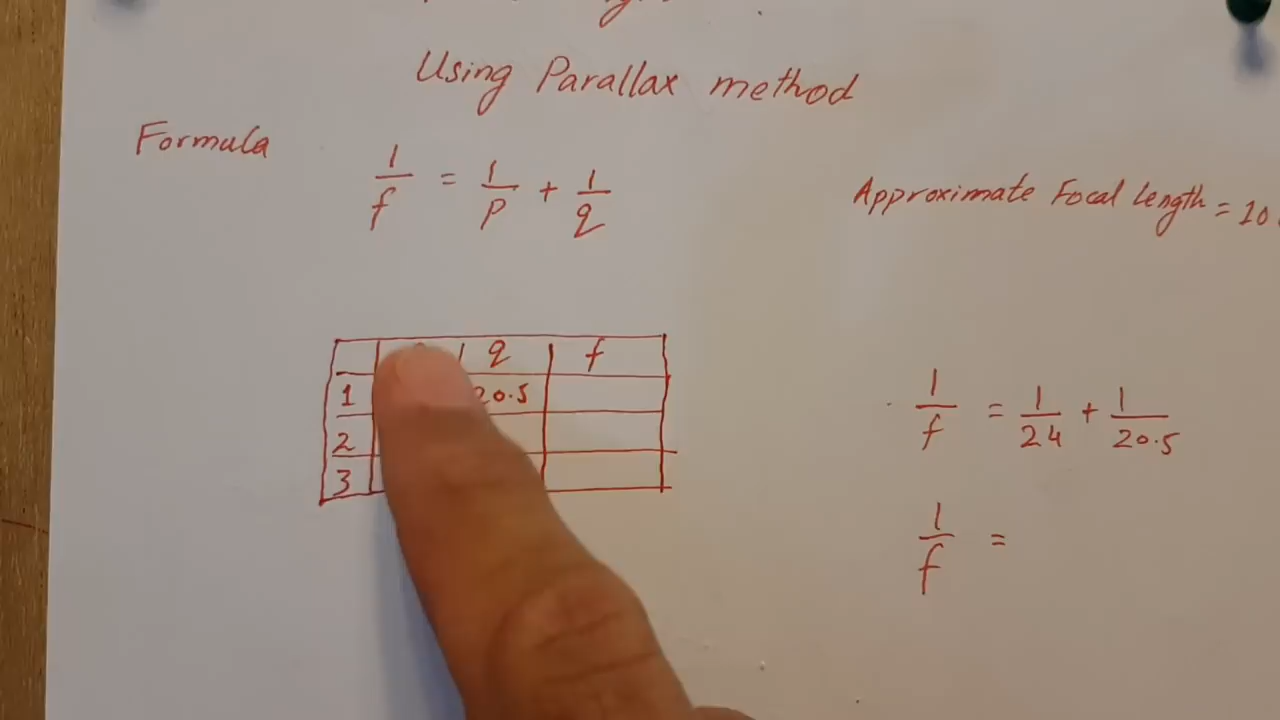 Using Parallax method
Formula
1/f = 1/p + 1/q
Approximate Focal length = 10
q f
1 20.5
2
3
1/f = 1/24 + 1/20.5
1/f =